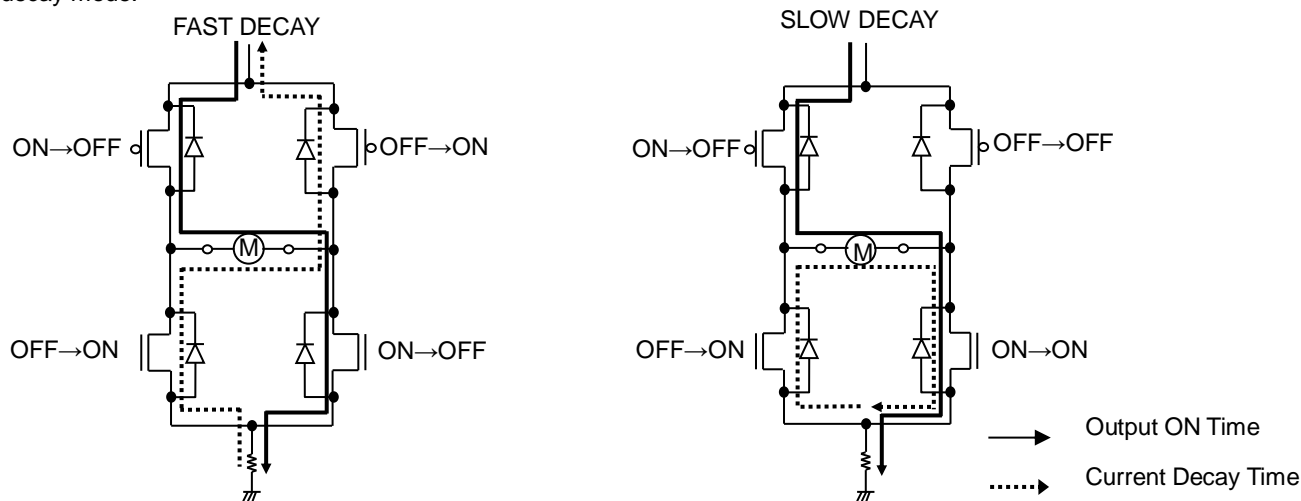 decay mode.
FAST DECAY
ON→OFF
OFF→ON
M
OFF→ON
ON→OFF
SLOW DECAY
ON→OFF
OFF→OFF
M
OFF→ON
ON→ON
Output ON Time
Current Decay Time